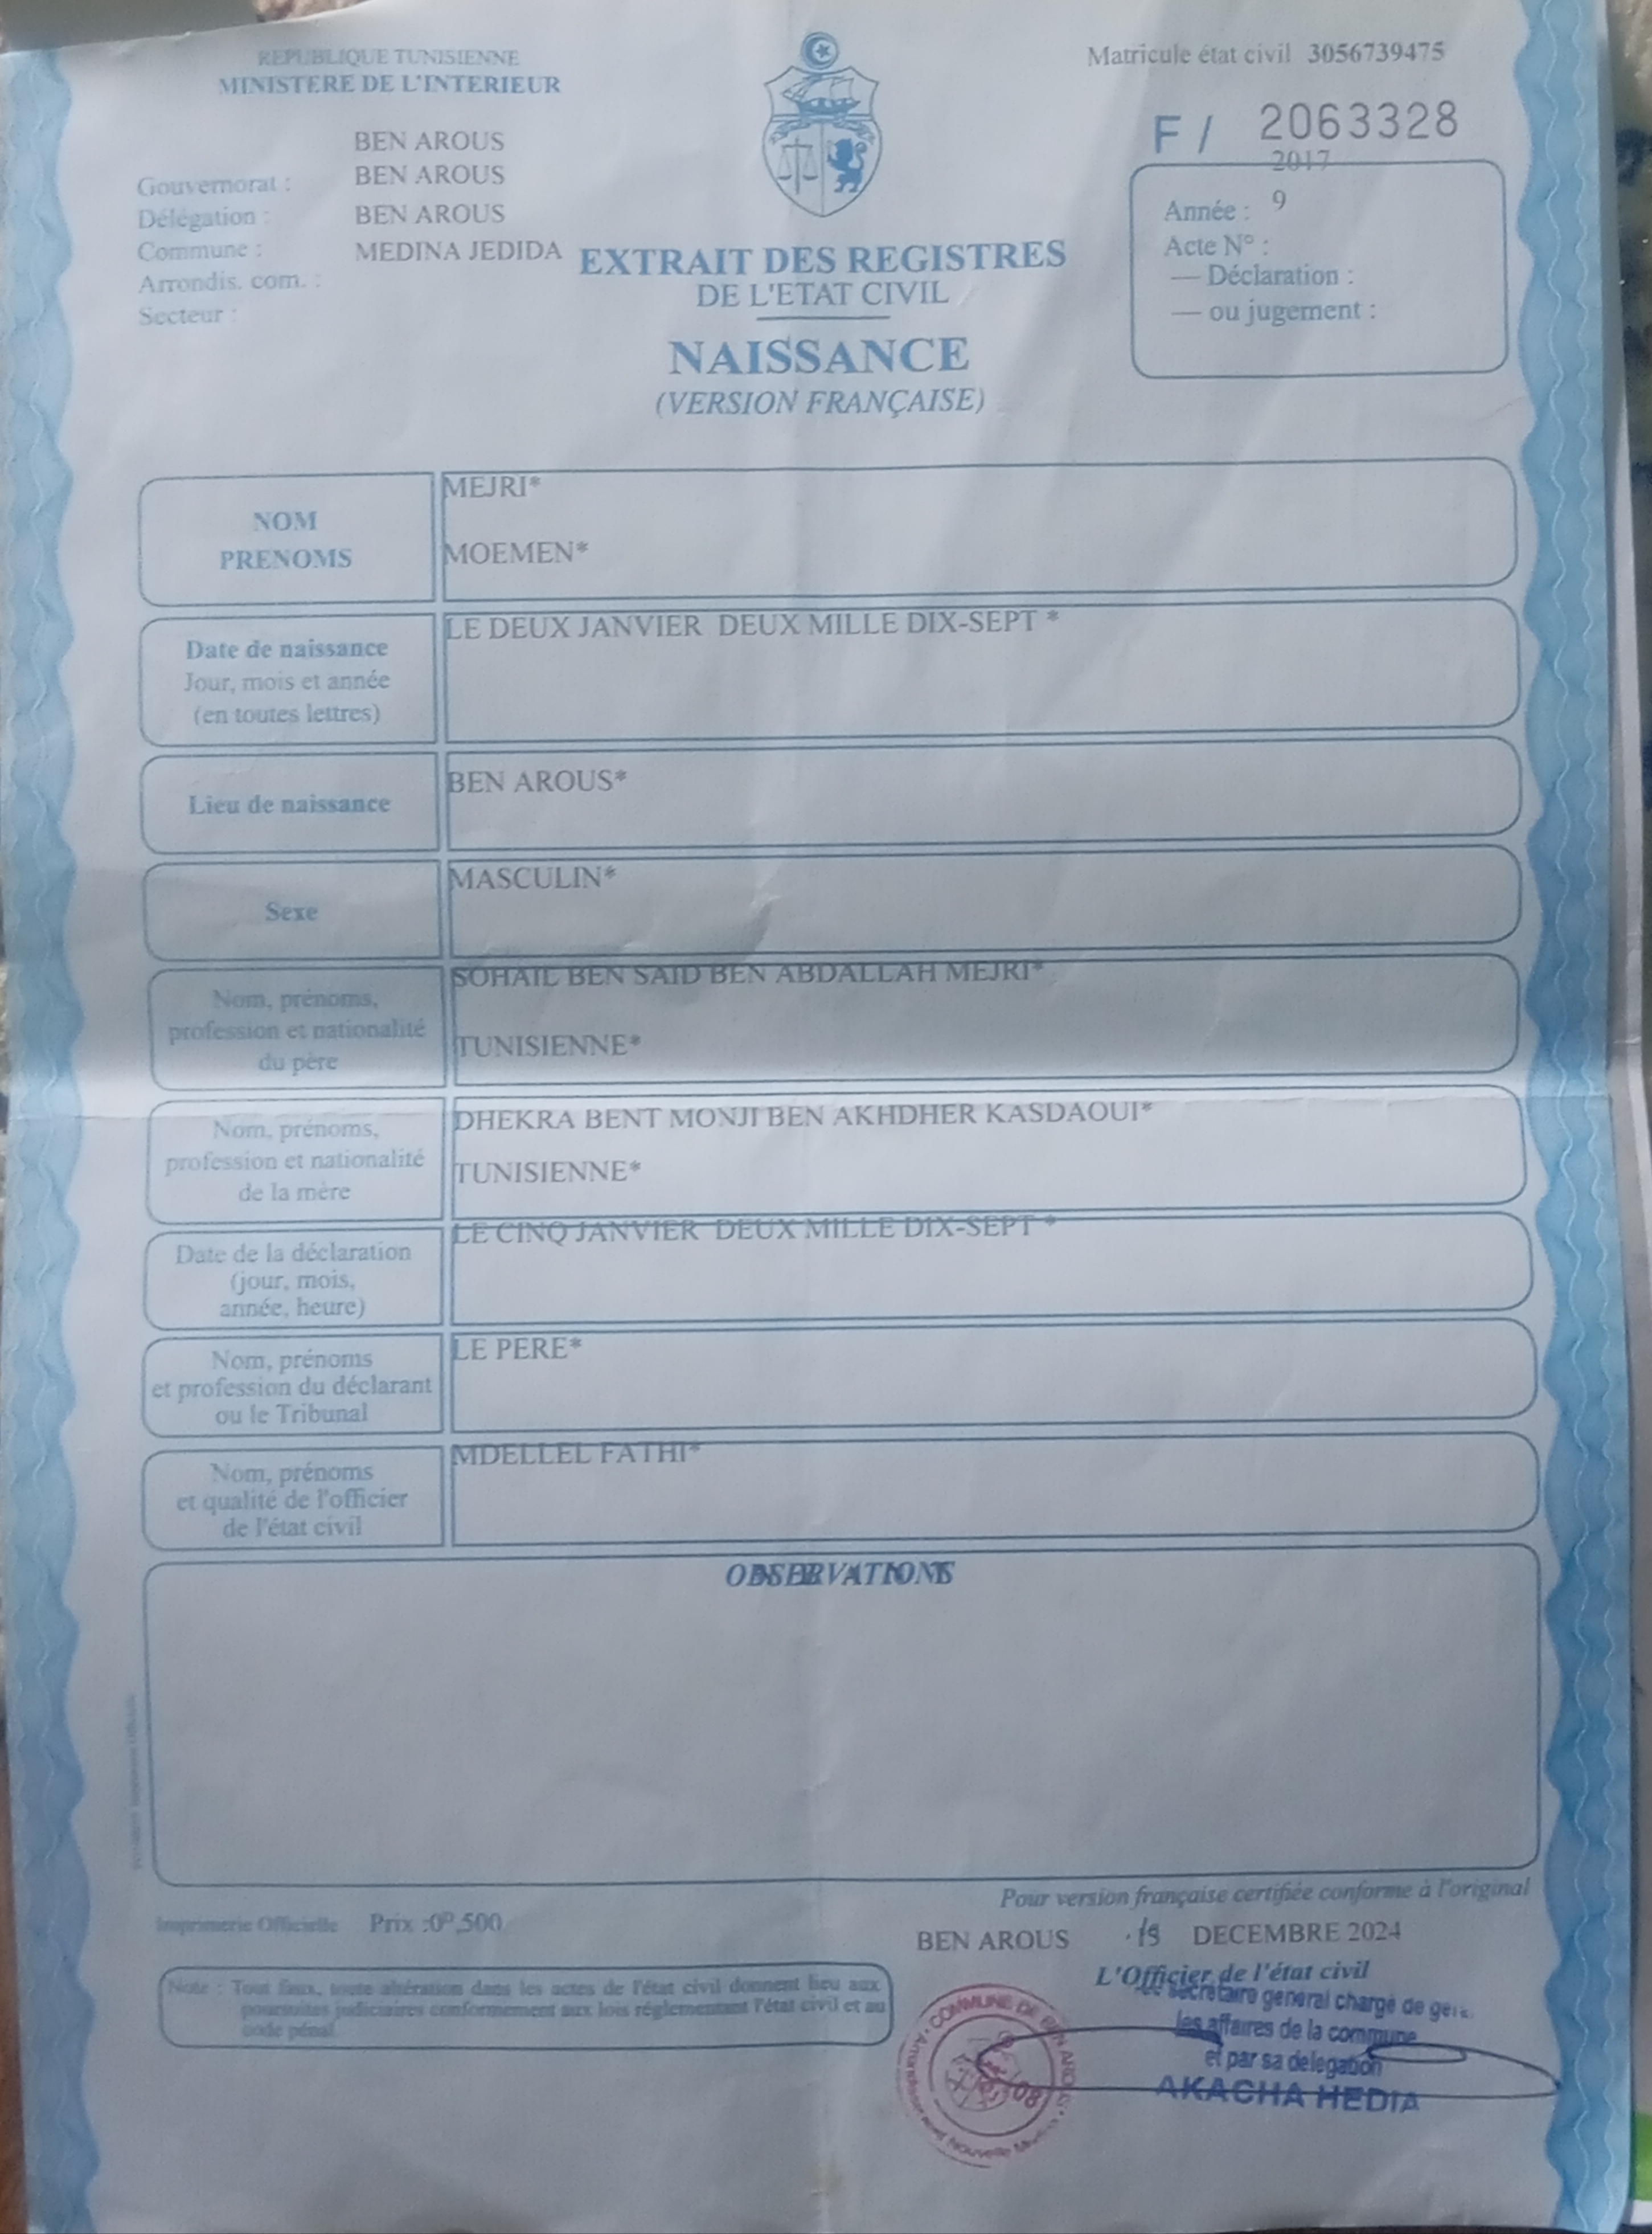 REPUBLIQUE TUNISIENNE
MINISTERE DE L'INTERIEUR
Matricule état civil 3056739475
F / 2063328
BEN AROUS
Gouvernorat : BEN AROUS
Délégation : BEN AROUS
Commune : MEDINA JEDIDA
Arrondis. com. :
Secteur :
2017
Année : 9
Acte N° :
— Déclaration :
— ou jugement :
EXTRAIT DES REGISTRES
DE L'ETAT CIVIL
NAISSANCE
(VERSION FRANÇAISE)
NOM
PRENOMS
MEJRI*
MOEMEN*
Date de naissance
Jour, mois et année
(en toutes lettres)
LE DEUX JANVIER DEUX MILLE DIX-SEPT *
Lieu de naissance
BEN AROUS*
Sexe
MASCULIN*
Nom, prénoms,
profession et nationalité
du père
SOHAIL BEN SAID BEN ABDALLAH MEJRI*
TUNISIENNE*
Nom, prénoms,
profession et nationalité
de la mère
DHEKRA BENT MONJI BEN AKHDHER KASDAOUI*
TUNISIENNE*
Date de la déclaration
(jour, mois,
année, heure)
LE CINQ JANVIER DEUX MILLE DIX-SEPT *
Nom, prénoms
et profession du déclarant
ou le Tribunal
LE PERE*
Nom, prénoms
et qualité de l'officier
de l'état civil
MDELLEL FATHI*
OBSERVATIONS
Pour version française certifiée conforme à l'original
Imprimerie Officielle Prix :0ᴰ,500
BEN AROUS 19 DECEMBRE 2024
L'Officier de l'état civil
Le secrétaire general chargé de
les affaires de la commune
et par sa delegation
AKACHA HEDIA
Note : Tout faux, toute altération dans les actes de l'état civil donnent lieu aux
poursuites judiciaires conformement aux lois réglementant l'état civil et au
code pénal
COMMUNE DE BEN AROUS